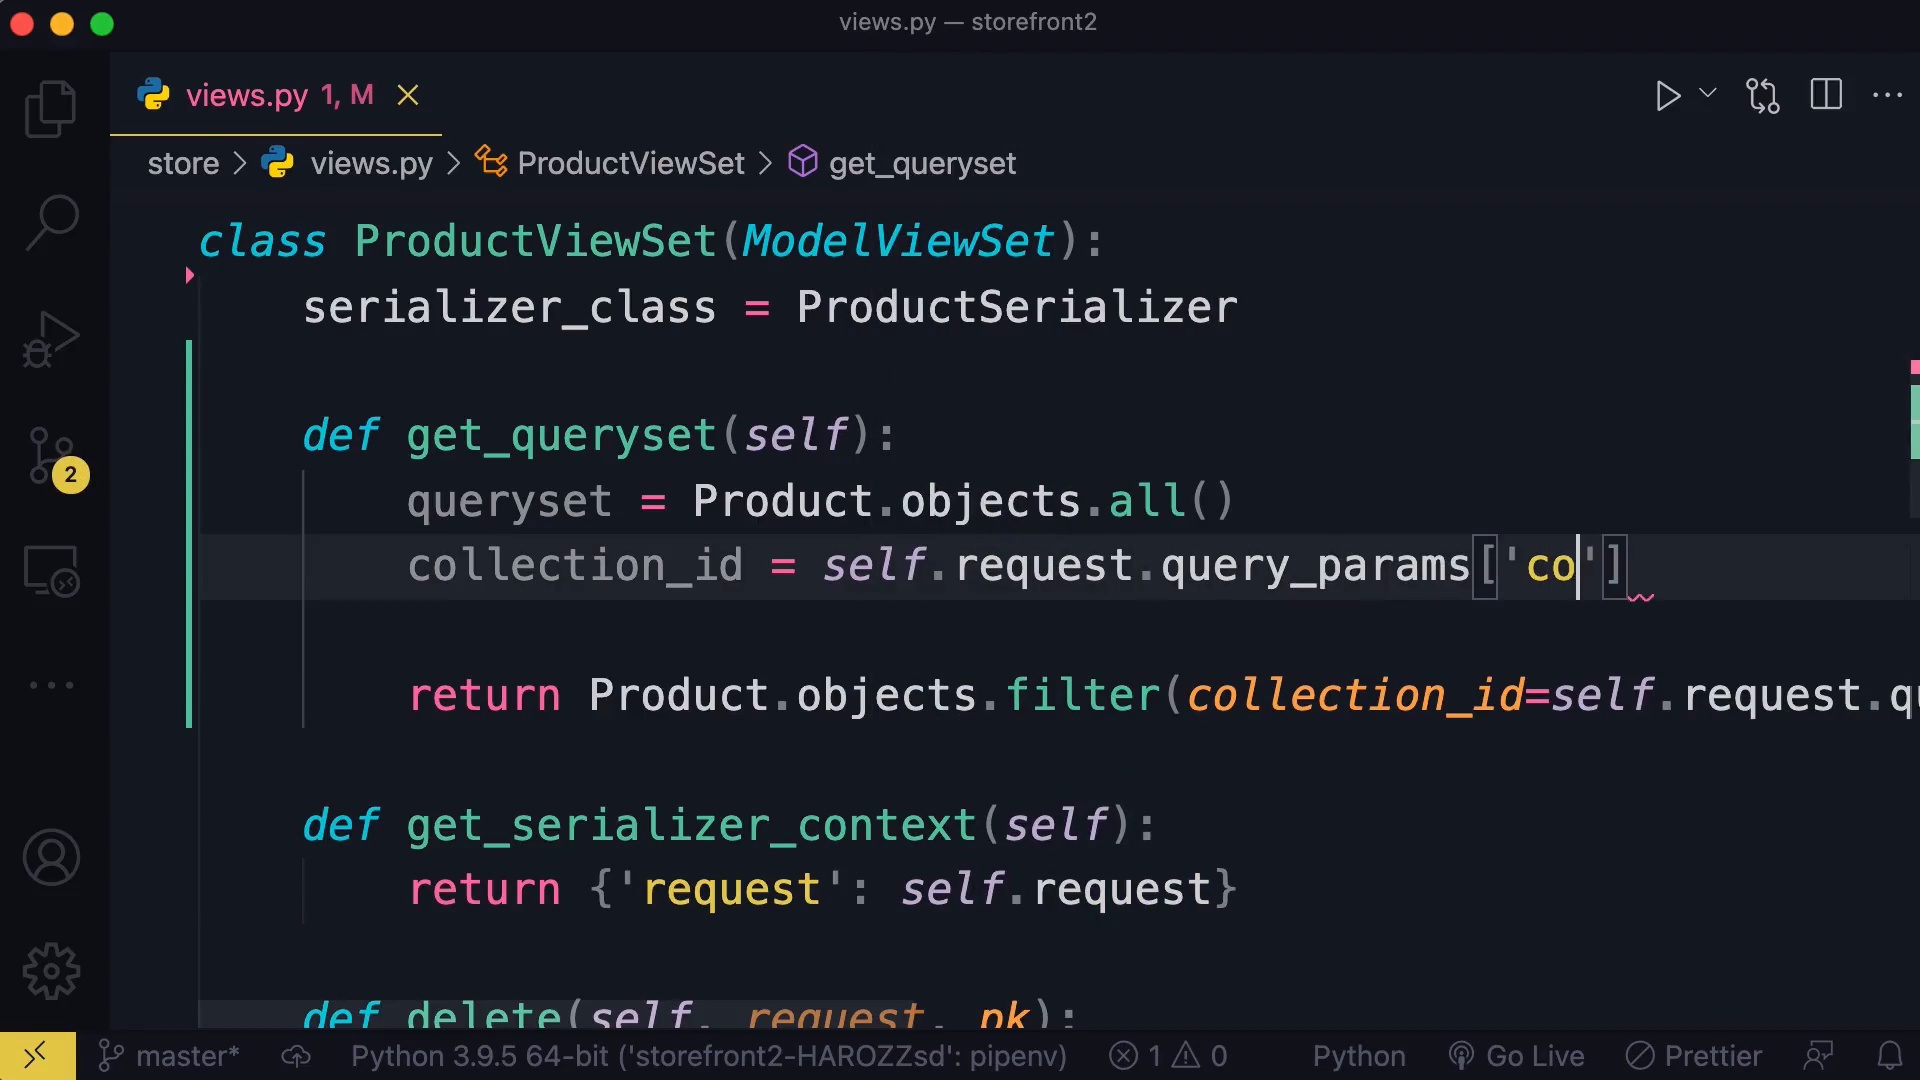 views.py — storefront2
views.py 1, M
store > views.py > ProductViewSet > get_queryset
class ProductViewSet(ModelViewSet):
serializer_class = ProductSerializer
def get_queryset(self):
queryset = Product.objects.all()
collection_id = self.request.query_params['co']
return Product.objects.filter(collection_id=self.request.qu
def get_serializer_context(self):
return {'request': self.request}
def delete(self, request, pk):
2
master* Python 3.9.5 64-bit ('storefront2-HAROZZsd': pipenv) 1 0 Python Go Live Prettier